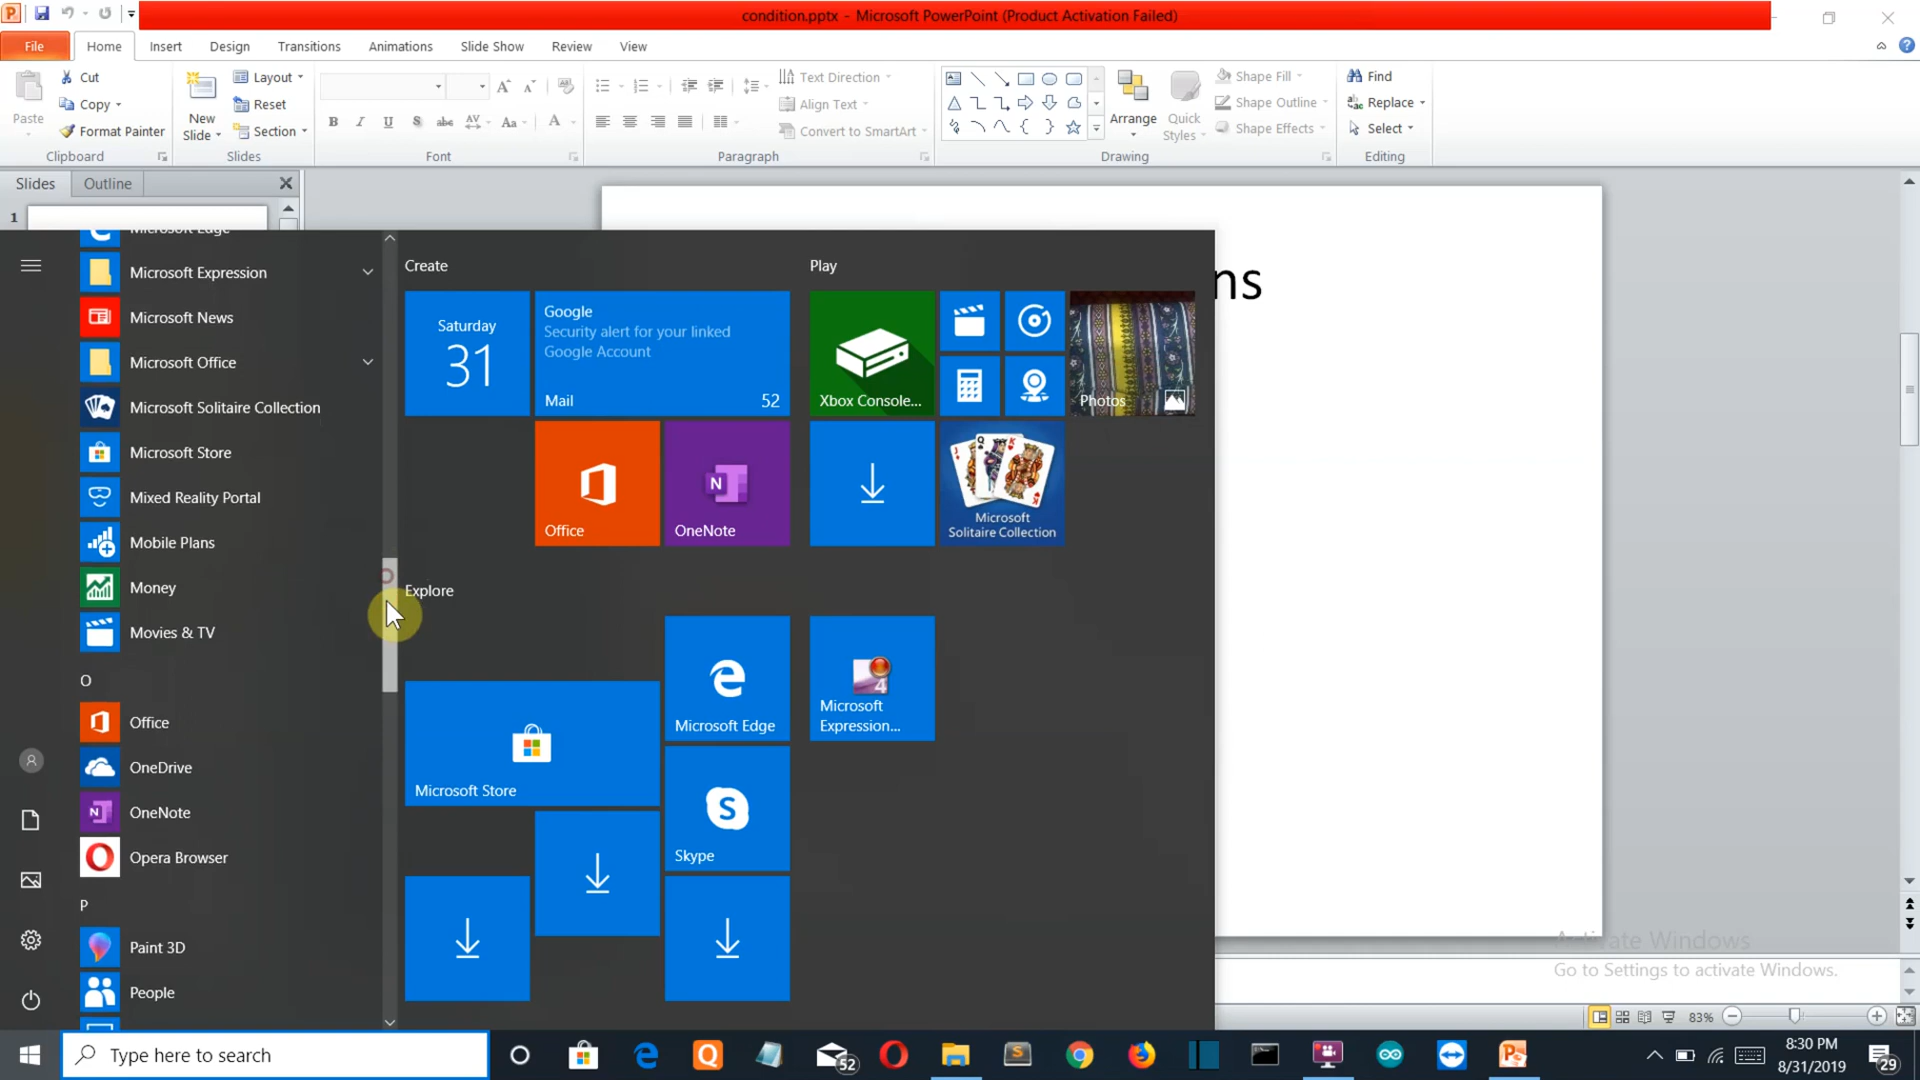 condition.pptx - Microsoft PowerPoint (Product Activation Failed)
File Home Insert Design Transitions Animations Slide Show Review View
Paste
Cut
Copy
Format Painter
Clipboard
New
Slide
Layout
Reset
Section
Slides
Font
Text Direction
Align Text
Convert to SmartArt
Paragraph
Arrange
Quick
Styles
Shape Fill
Shape Outline
Shape Effects
Drawing
Find
Replace
Select
Editing
Slides Outline
1
ns
Microsoft Edge
Microsoft Expression
Microsoft News
Microsoft Office
Microsoft Solitaire Collection
Microsoft Store
Mixed Reality Portal
Mobile Plans
Money
Movies & TV
O
Office
OneDrive
OneNote
Opera Browser
P
Paint 3D
People
Create
Saturday
31
Google
Security alert for your linked
Google Account
Mail 52
Office
OneNote
Play
Xbox Console...
Photos
Microsoft
Solitaire Collection
Explore
Microsoft Store
Microsoft Edge
Skype
Microsoft
Expression...
Activate Windows
Go to Settings to activate Windows.
83%
Type here to search
52
8:30 PM
8/31/2019
29